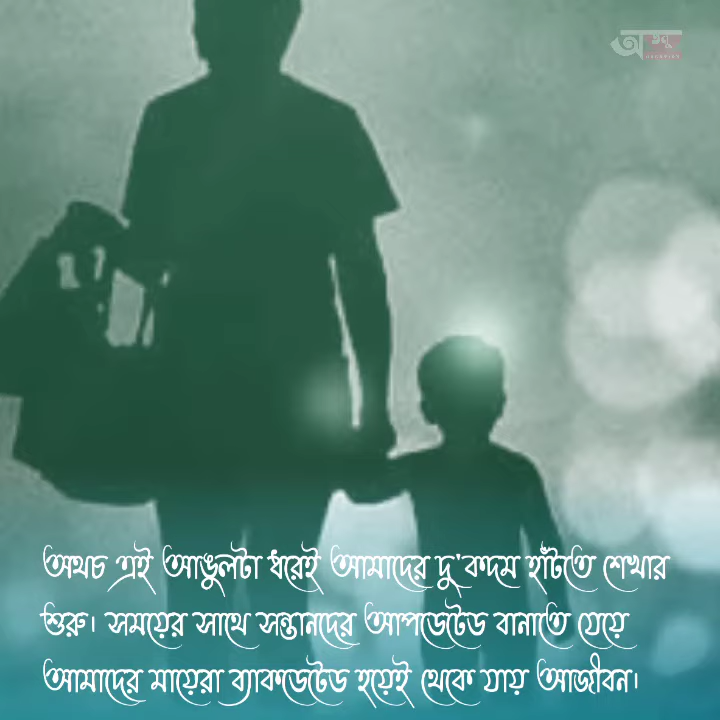 অথচ এই আঙুলটা ধরেই আমাদের দু'কদম হাঁটতে শেখার
শুরু। সময়ের সাথে সন্তানদের আপডেটেড বানাতে যেয়ে
আমাদের মায়েরা ব্যাকডেটেড হয়েই থেকে যায় আজীবন।